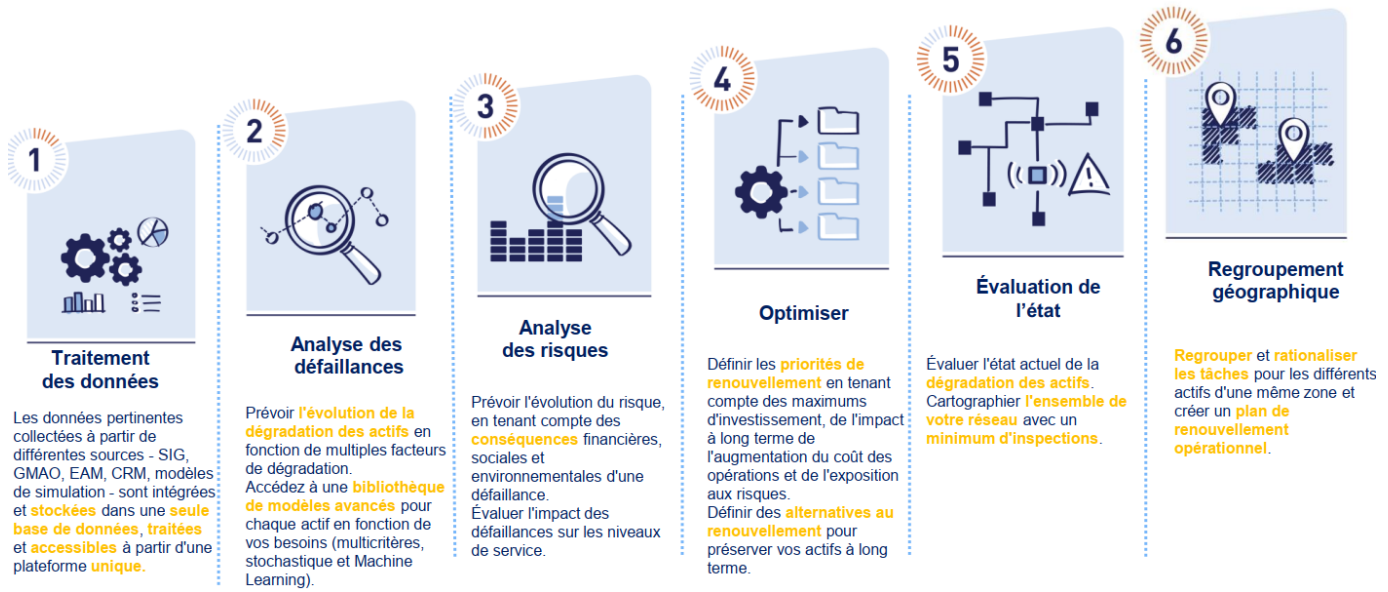 1
Traitement
des données
Les données pertinentes
collectées à partir de
différentes sources - SIG,
GMAO, EAM, CRM, modèles
de simulation - sont intégrées
et stockées dans une seule
base de données, traitées
et accessibles à partir d'une
plateforme unique.
2
Analyse des
défaillances
Prévoir l'évolution de la
dégradation des actifs en
fonction de multiples facteurs
de dégradation.
Accédez à une bibliothèque
de modèles avancés pour
chaque actif en fonction de
vos besoins (multicritères,
stochastique et Machine
Learning).
3
Analyse
des risques
Prévoir l'évolution du risque,
en tenant compte des
conséquences financières,
sociales et
environnementales d'une
défaillance.
Évaluer l'impact des
défaillances sur les niveaux
de service.
4
Optimiser
Définir les priorités de
renouvellement en tenant
compte des maximums
d'investissement, de l'impact
à long terme de
l'augmentation du coût des
opérations et de l'exposition
aux risques.
Définir des alternatives au
renouvellement pour
préserver vos actifs à long
terme.
5
Évaluation de
l'état
Évaluer l'état actuel de la
dégradation des actifs.
Cartographier l'ensemble de
votre réseau avec un
minimum d'inspections.
6
Regroupement
géographique
Regrouper et rationaliser
les tâches pour les différents
actifs d'une même zone et
créer un plan de
renouvellement
opérationnel.